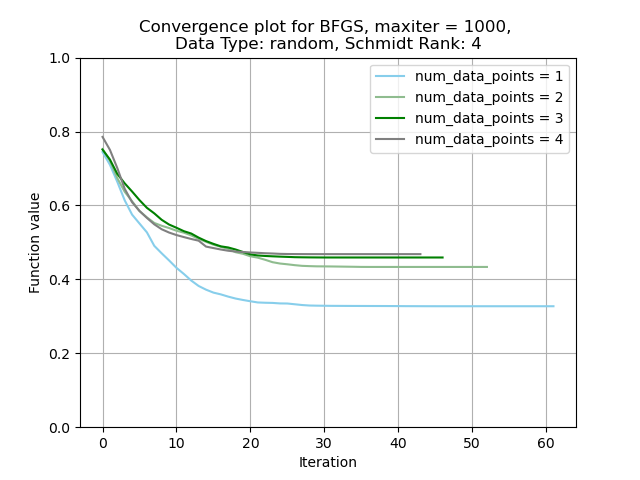 Convergence plot for BFGS, maxiter = 1000,
Data Type: random, Schmidt Rank: 4
1.0
0.8
0.6
0.4
0.2
0.0
Function value
num_data_points = 1
num_data_points = 2
num_data_points = 3
num_data_points = 4
0 10 20 30 40 50 60
Iteration